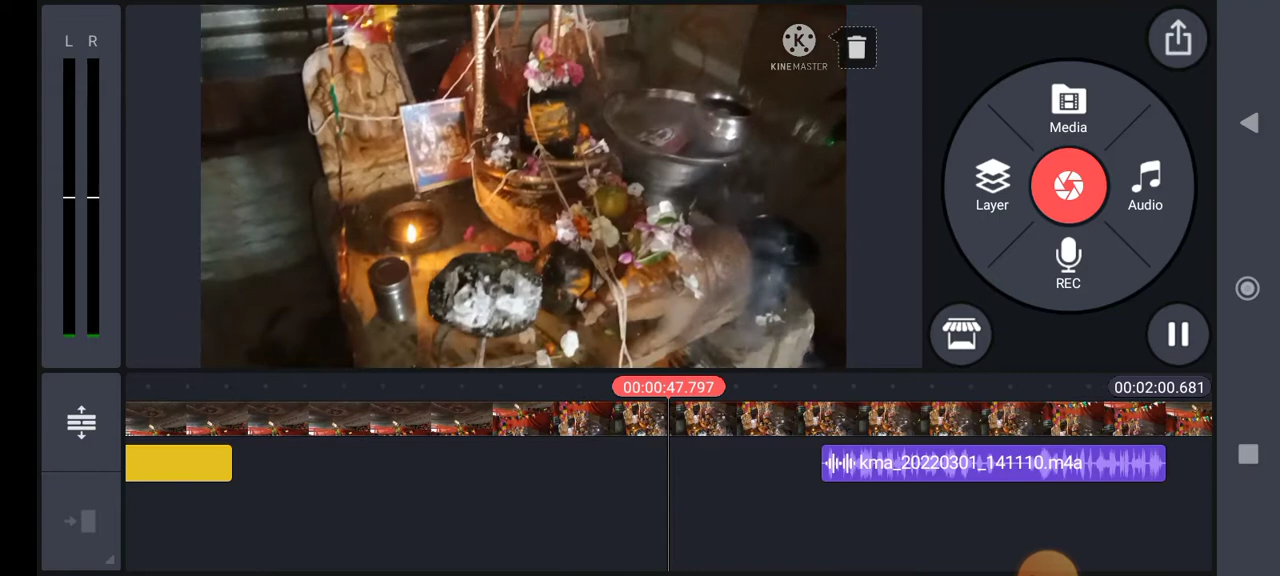 L R
KINEMASTER
Media
Layer
Audio
REC
00:00:47.797
00:02:00.681
kma_20220301_141110.m4a